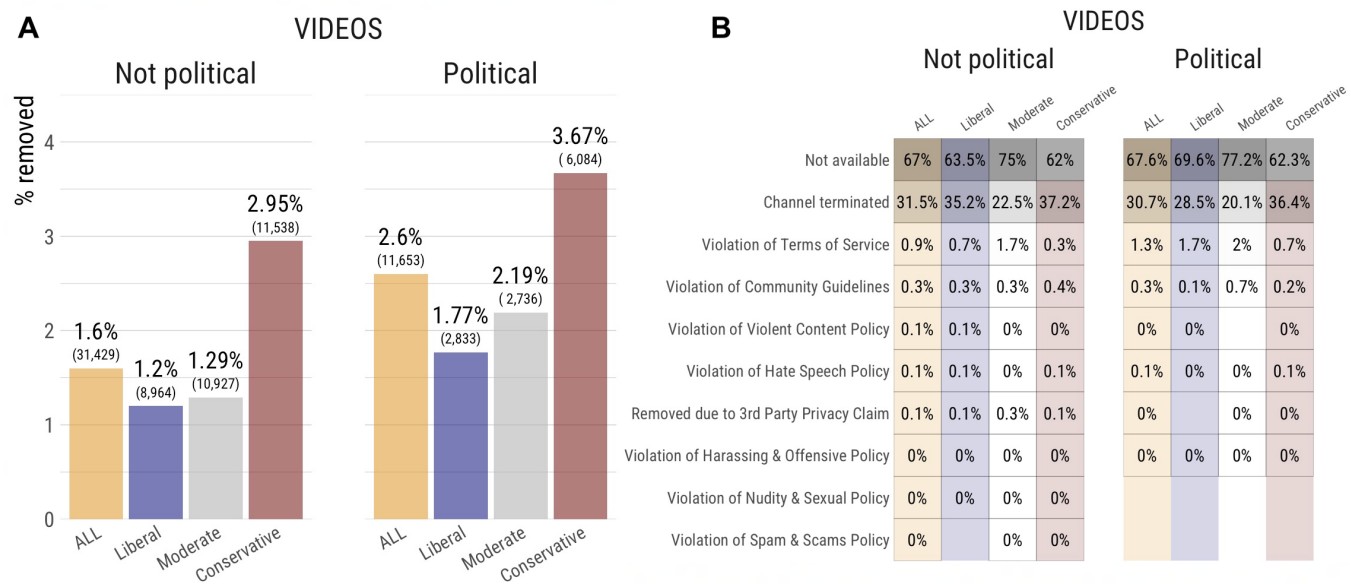 A
VIDEOS
Not political
Political
% removed
4
3
2
1
0
1.6%
(31,429)
1.2%
(8,964)
1.29%
(10,927)
2.95%
(11,538)
2.6%
(11,653)
1.77%
(2,833)
2.19%
( 2,736)
3.67%
( 6,084)
ALL Liberal Moderate Conservative ALL Liberal Moderate Conservative
B
VIDEOS
Not political Political
ALL Liberal Moderate Conservative ALL Liberal Moderate Conservative
Not available 67% 63.5% 75% 62% 67.6% 69.6% 77.2% 62.3%
Channel terminated 31.5% 35.2% 22.5% 37.2% 30.7% 28.5% 20.1% 36.4%
Violation of Terms of Service 0.9% 0.7% 1.7% 0.3% 1.3% 1.7% 2% 0.7%
Violation of Community Guidelines 0.3% 0.3% 0.3% 0.4% 0.3% 0.1% 0.7% 0.2%
Violation of Violent Content Policy 0.1% 0.1% 0% 0% 0% 0% 0%
Violation of Hate Speech Policy 0.1% 0.1% 0% 0.1% 0.1% 0% 0% 0.1%
Removed due to 3rd Party Privacy Claim 0.1% 0.1% 0.3% 0.1% 0% 0% 0%
Violation of Harassing & Offensive Policy 0% 0% 0% 0% 0% 0% 0% 0%
Violation of Nudity & Sexual Policy 0% 0% 0% 0%
Violation of Spam & Scams Policy 0% 0% 0%